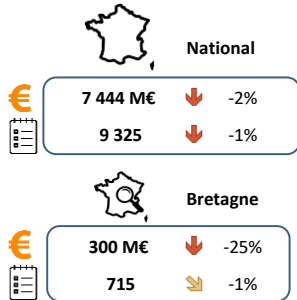 National
€ 7 444 M€ -2%
9 325 -1%
Bretagne
€ 300 M€ -25%
715 -1%